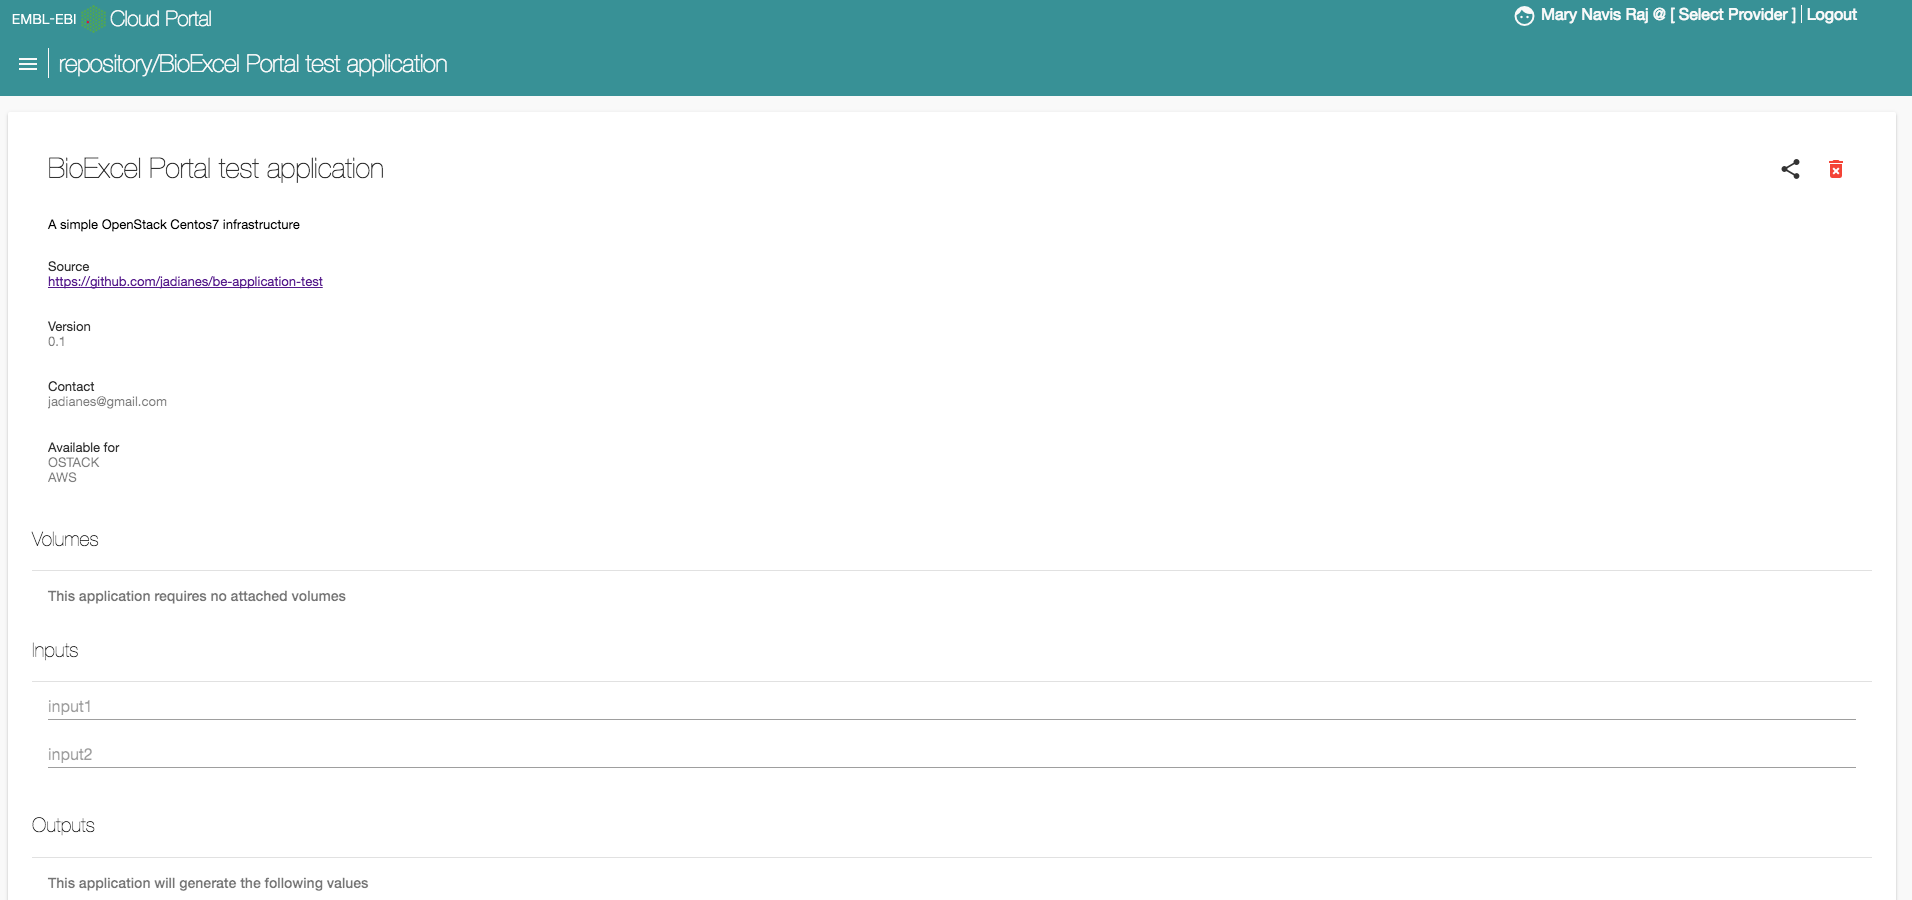 EMBL-EBI Cloud Portal
Mary Navis Raj @ [ Select Provider ] Logout
repository/BioExcel Portal test application
BioExcel Portal test application
A simple OpenStack Centos7 infrastructure
Source
https://github.com/jadianes/be-application-test
Version
0.1
Contact
jadianes@gmail.com
Available for
OSTACK
AWS
Volumes
This application requires no attached volumes
Inputs
input1
input2
Outputs
This application will generate the following values